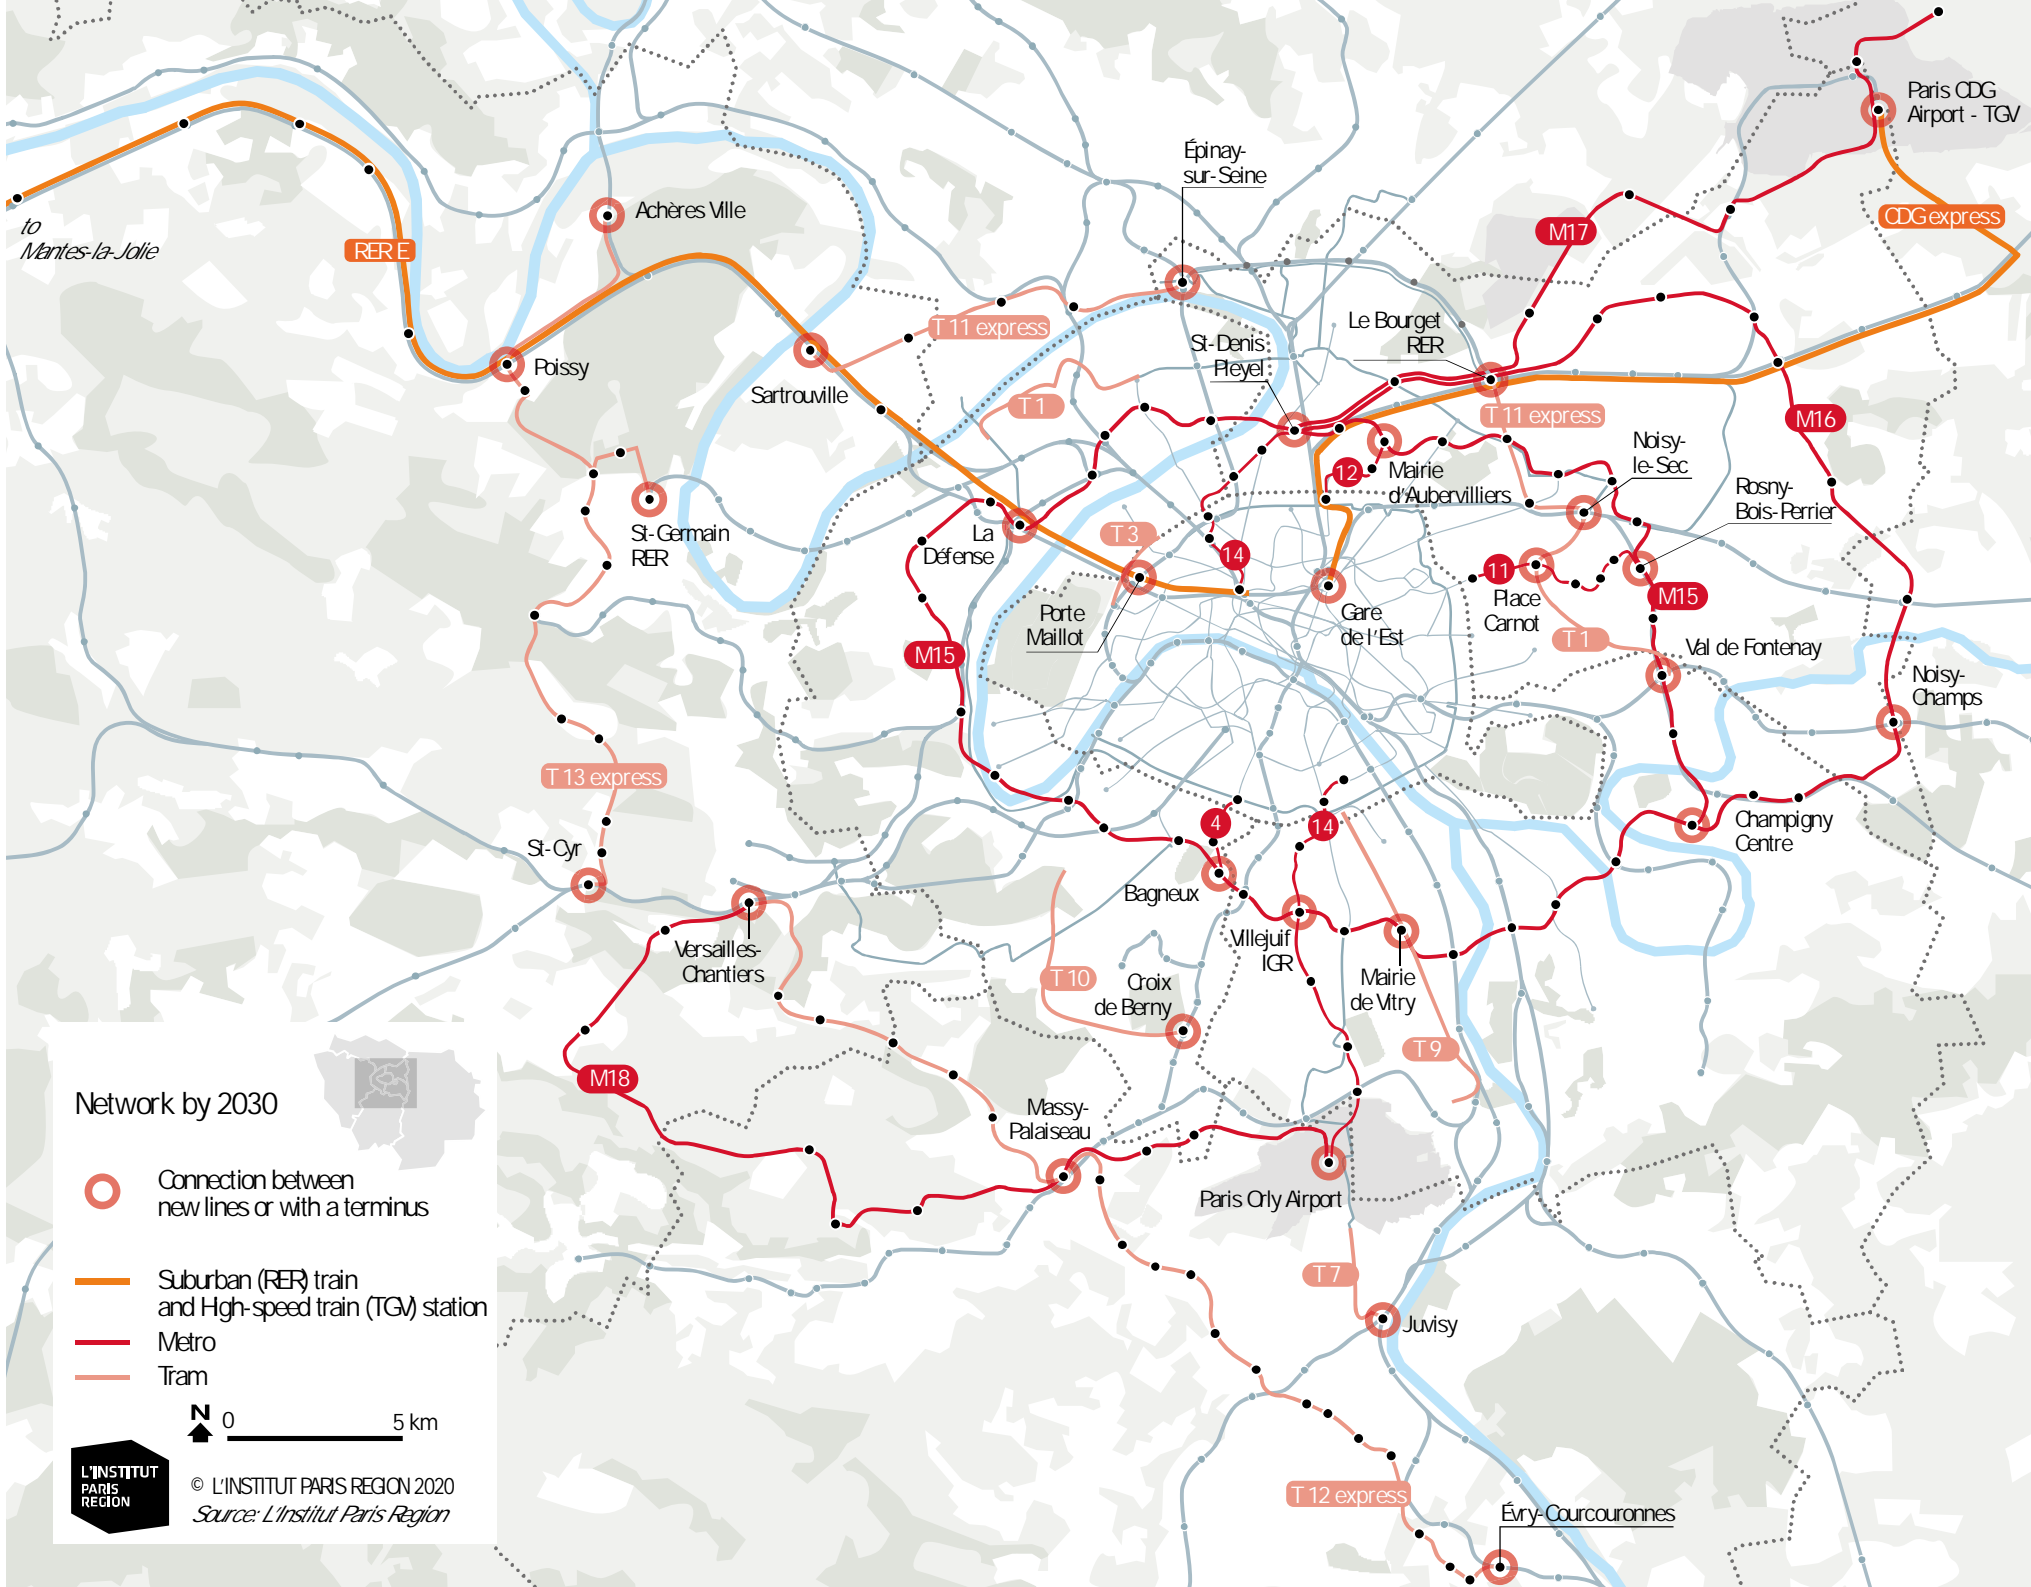 Paris CDG
Airport - TGV
Épinay-
sur-Seine
Achères Ville
to
Mantes-la-Jolie
RER E
M17
CDG express
T 11 express
Le Bourget
RER
St-Denis
Pleyel
Poissy
Sartrouville
T 1
T 11 express
M16
Noisy-
le-Sec
12
Mairie
d'Aubervilliers
Rosny-
Bois-Perrier
St-Germain
RER
La
Défense
T 3
14
11
Place
Carnot
M15
Porte
Maillot
Gare
de l'Est
T 1
Val de Fontenay
M15
Noisy-
Champs
T 13 express
St-Cyr
4
14
Champigny
Centre
Bagneux
Versailles-
Chantiers
Villejuif
IGR
T 10
Croix
de Berny
Mairie
de Vitry
T 9
M18
Massy-
Palaiseau
Paris Orly Airport
T 7
Juvisy
T 12 express
Évry-Courcouronnes
Network by 2030
Connection between
new lines or with a terminus
Suburban (RER) train
and High-speed train (TGV) station
Metro
Tram
N
0
5 km
L'INSTITUT
PARIS
REGION
© L'INSTITUT PARIS REGION 2020
Source: L'Institut Paris Region